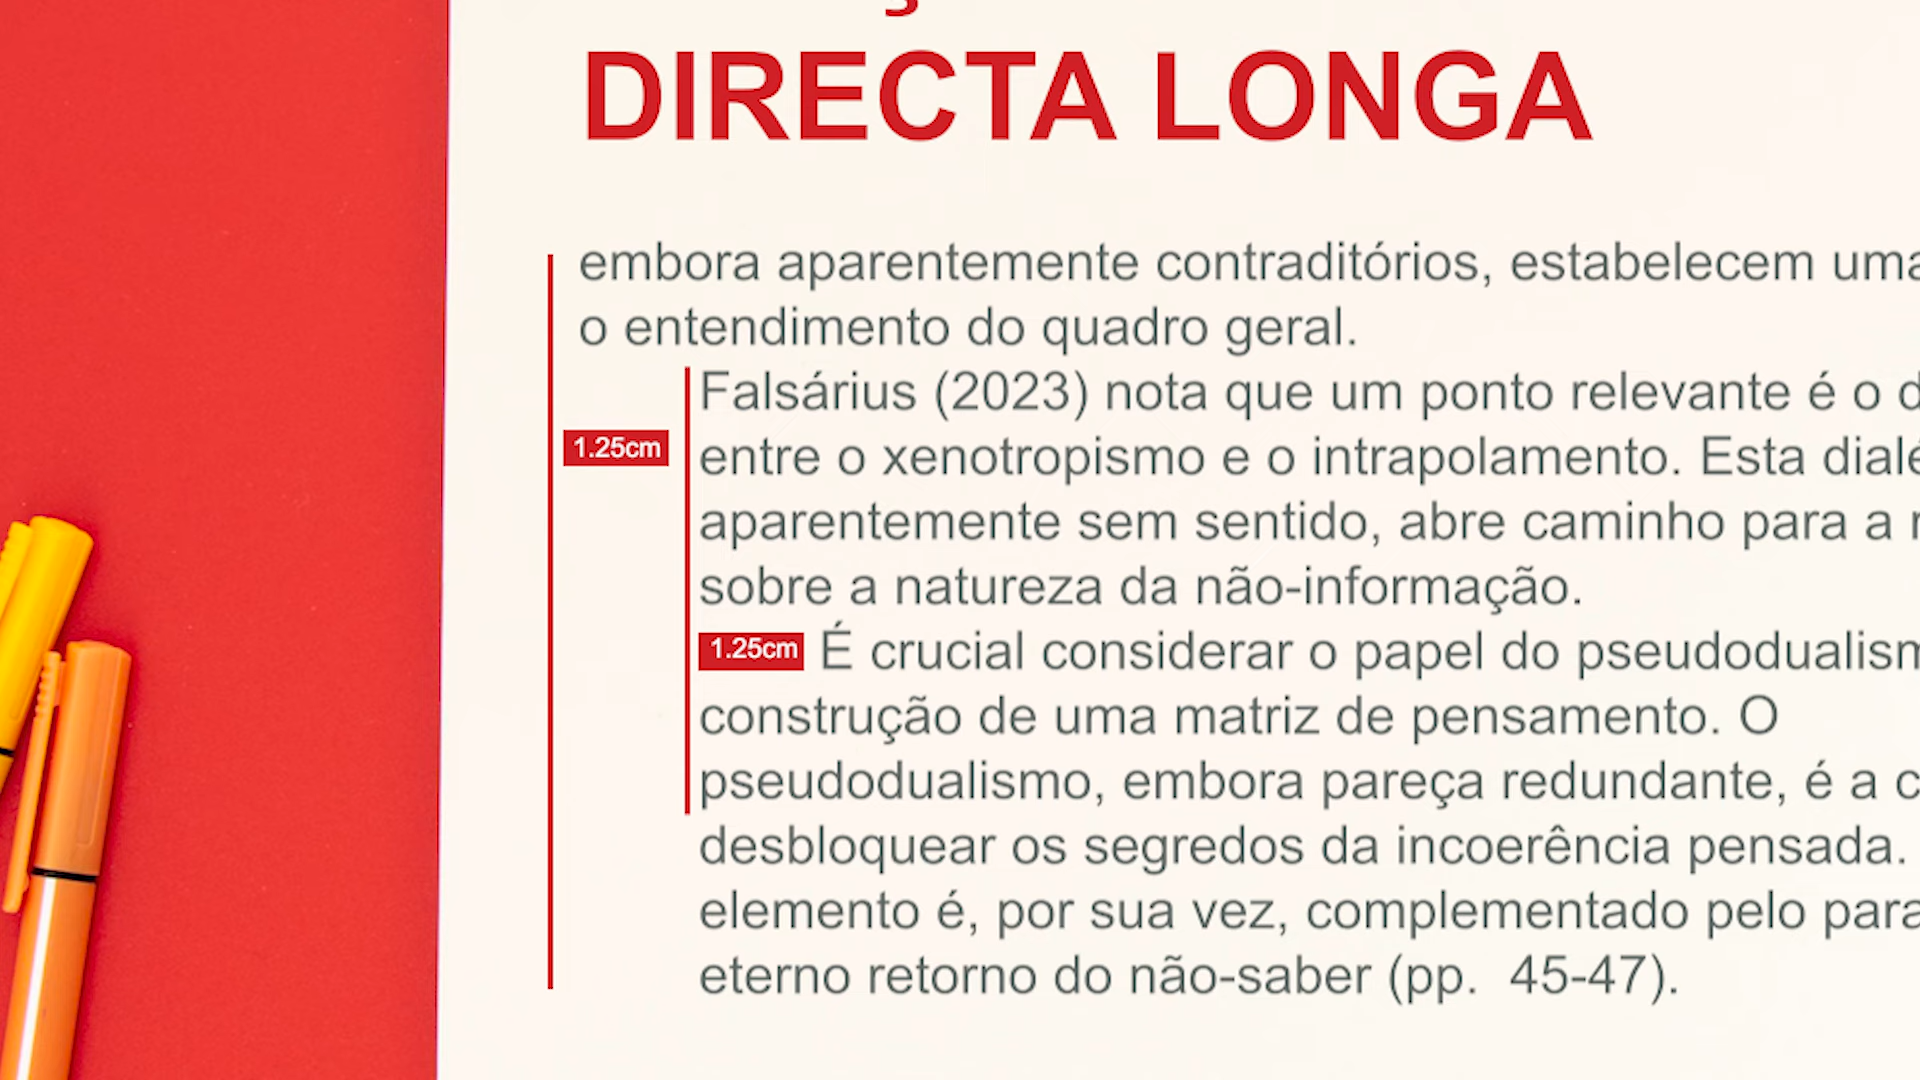 DIRECTA LONGA
embora aparentemente contraditórios, estabelecem uma
o entendimento do quadro geral.
Falsárius (2023) nota que um ponto relevante é o
1.25cm
entre o xenotropismo e o intrapolamento. Esta
aparentemente sem sentido, abre caminho para a
sobre a natureza da não-informação.
1.25cm É crucial considerar o papel do
construção de uma matriz de pensamento. O
pseudodualismo, embora pareça redundante, é a
desbloquear os segredos da incoerência pensada.
elemento é, por sua vez, complementado pelo
eterno retorno do não-saber (pp. 45-47).